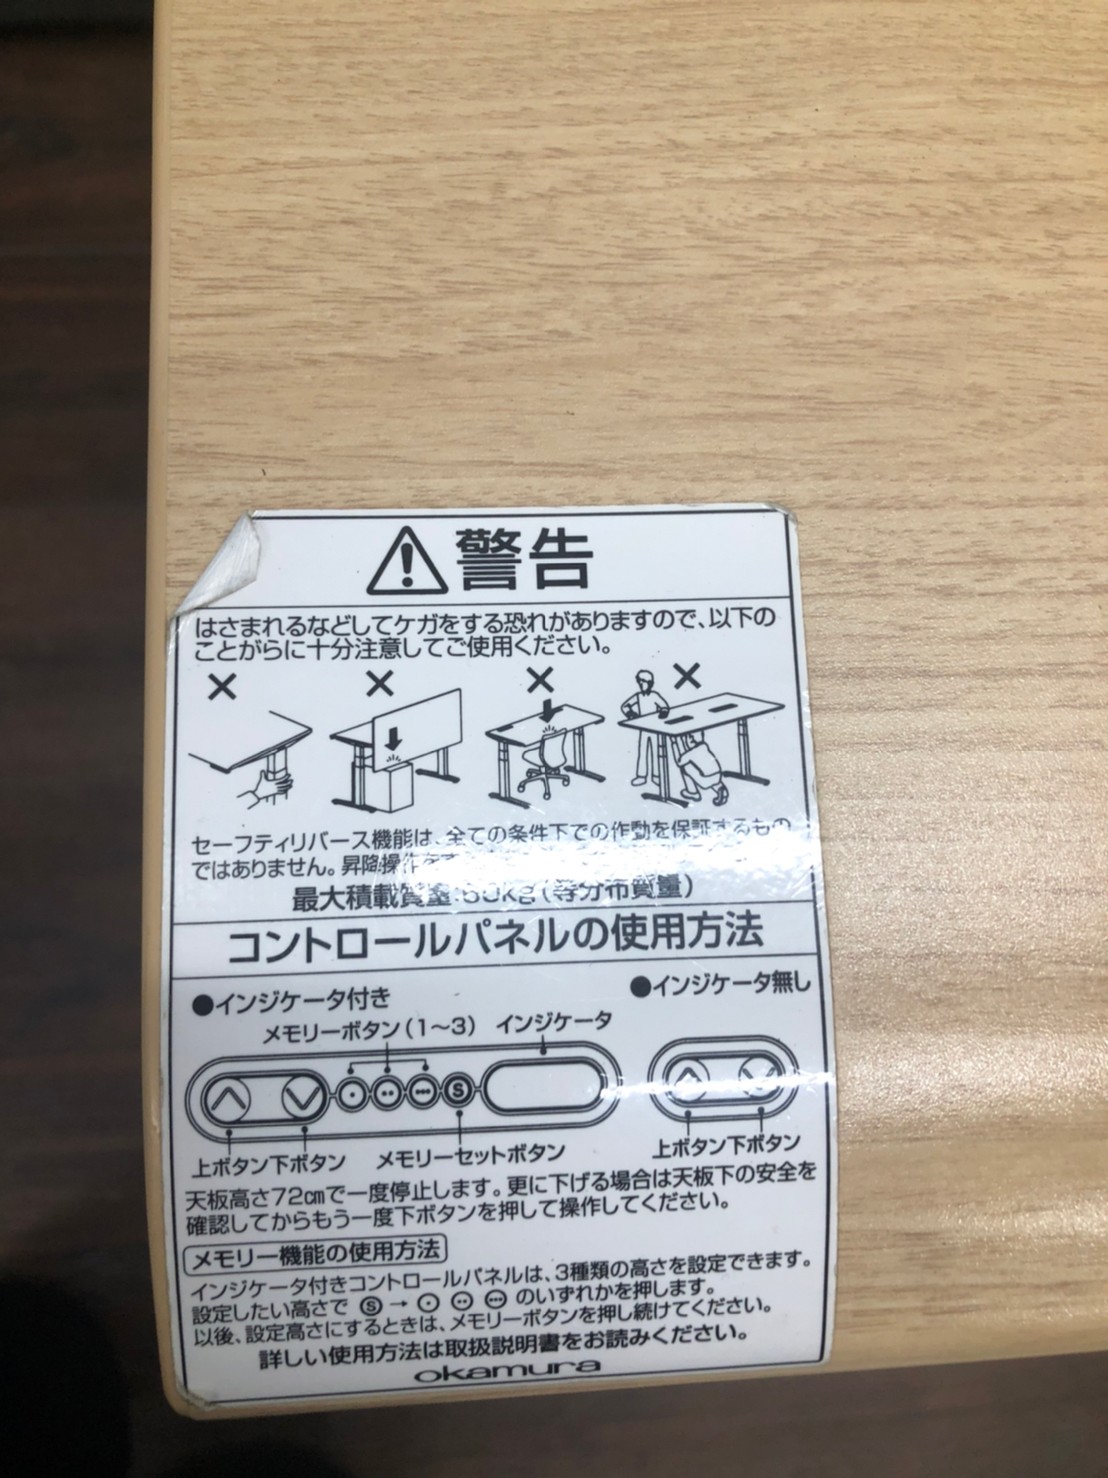 警告
はさまれるなどしてケガをする恐れがありますので、以下の
ことがらに十分注意してご使用ください。
セーフティリバース機能は、全ての条件下での作動を保証するもの
ではありません。昇降操作
最大積載質量:60kg(等分布質量)
コントロールパネルの使用方法
●インジケータ付き
●インジケータ無し
メモリーボタン(1〜3) インジケータ
S
上ボタン下ボタン メモリーセットボタン
上ボタン下ボタン
天板高さ72cmで一度停止します。更に下げる場合は天板下の安全を
確認してからもう一度下ボタンを押して操作してください。
メモリー機能の使用方法
インジケータ付きコントロールパネルは、3種類の高さを設定できます。
設定したい高さで Ⓢ → ⊙ のいずれかを押します。
以後、設定高さにするときは、メモリーボタンを押し続けてください。
詳しい使用方法は取扱説明書をお読みください。
okamura